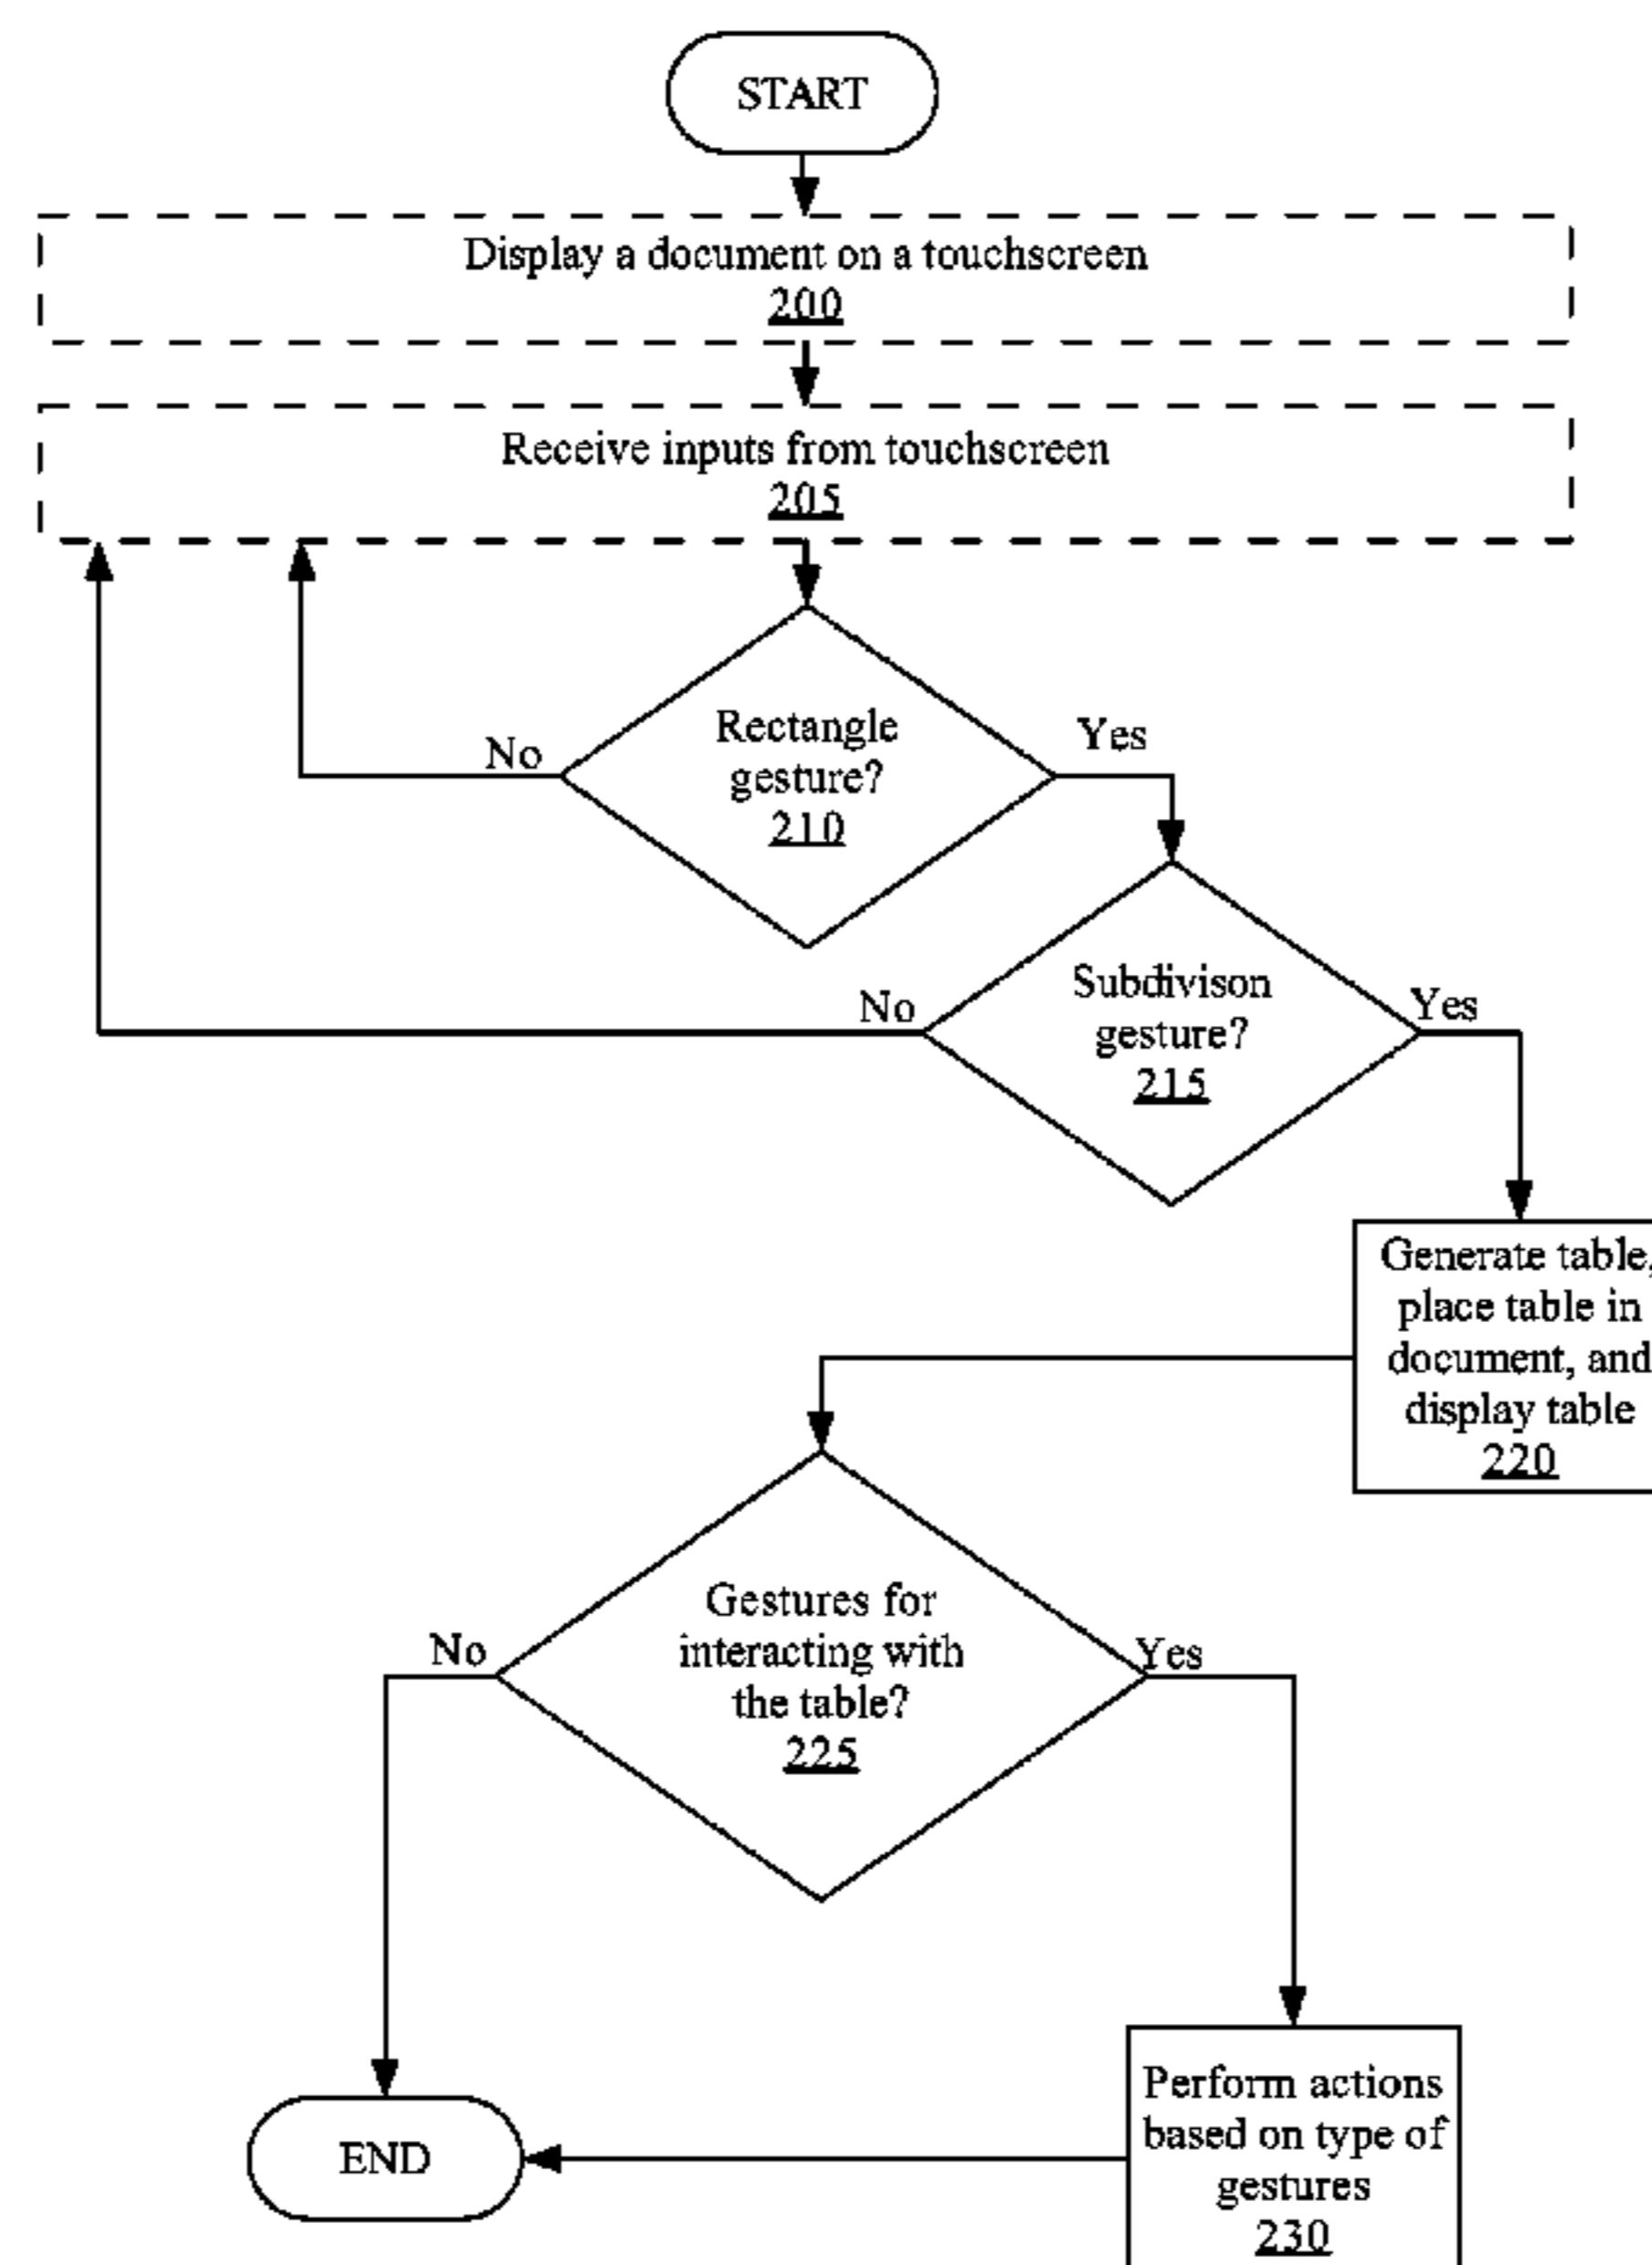 START
Display a document on a touchscreen
200
Receive inputs from touchscreen
205
Rectangle
gesture?
210
No
Yes
Subdivison
gesture?
215
No
Yes
Generate table,
place table in
document, and
display table
220
Gestures for
interacting with
the table?
225
No
Yes
Perform actions
based on type of
gestures
230
END